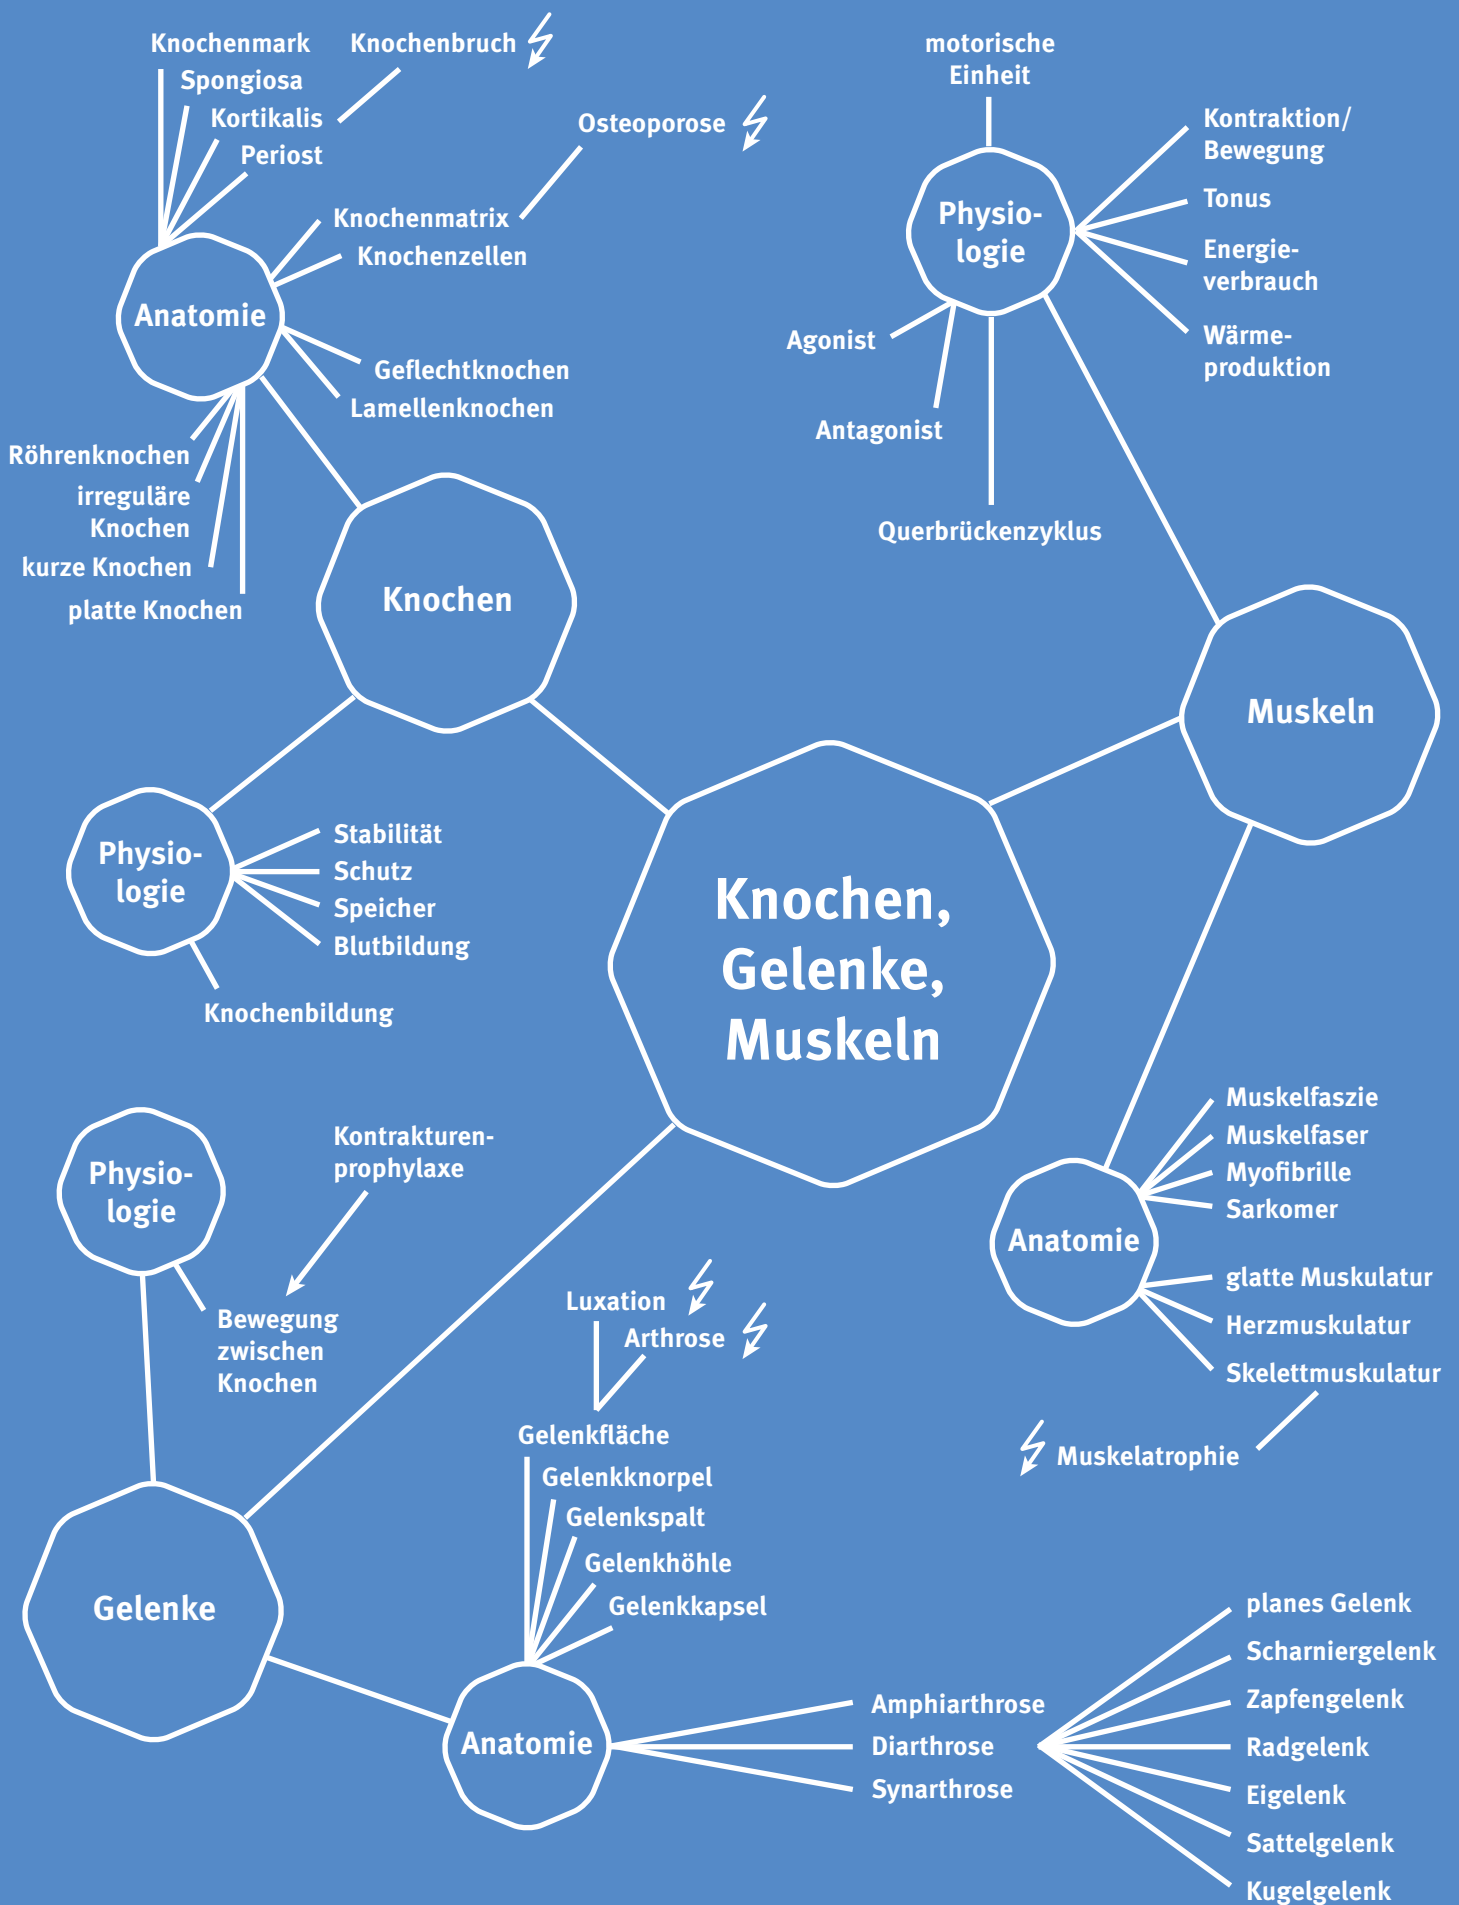 Knochenmark
Knochenbruch
Spongiosa
Kortikalis
Periost
Osteoporose
Knochenmatrix
Knochenzellen
Anatomie
Geflechtknochen
Lamellenknochen
Röhrenknochen
irreguläre
Knochen
kurze Knochen
platte Knochen
Knochen
motorische
Einheit
Kontraktion/
Bewegung
Tonus
Energie-
verbrauch
Wärme-
produktion
Physio-
logie
Agonist
Antagonist
Querbrückenzyklus
Muskeln
Physio-
logie
Stabilität
Schutz
Speicher
Blutbildung
Knochenbildung
Knochen,
Gelenke,
Muskeln
Physio-
logie
Kontrakturen-
prophylaxe
Bewegung
zwischen
Knochen
Muskelfaszie
Muskelfaser
Myofibrille
Sarkomer
Anatomie
glatte Muskulatur
Herzmuskulatur
Skelettmuskulatur
Muskelatrophie
Luxation
Arthrose
Gelenkfläche
Gelenkknorpel
Gelenkspalt
Gelenkhöhle
Gelenkkapsel
Gelenke
Anatomie
Amphiarthrose
Diarthrose
Synarthrose
planes Gelenk
Scharniergelenk
Zapfengelenk
Radgelenk
Eigelenk
Sattelgelenk
Kugelgelenk